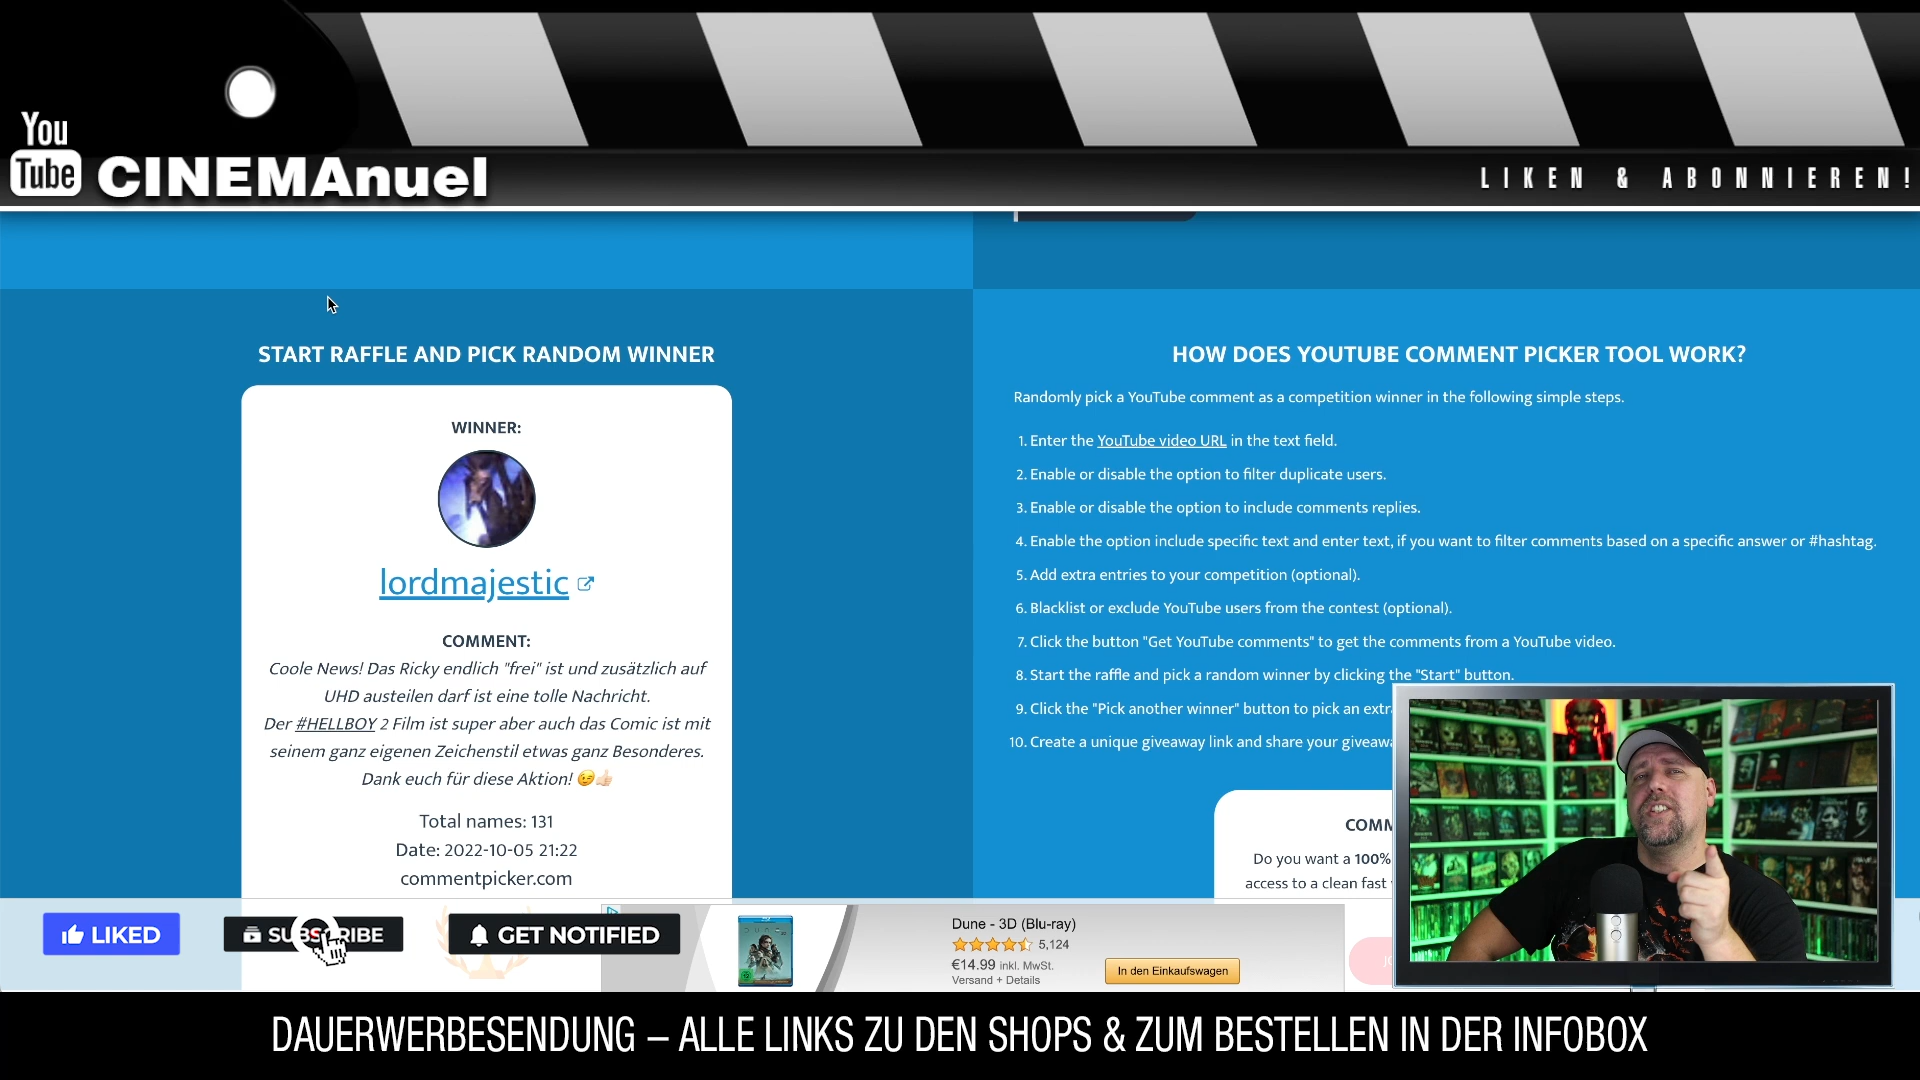 You
Tube
CINEMAnuel
LIKEN & ABONNIEREN!
START RAFFLE AND PICK RANDOM WINNER
WINNER:
lordmajestic
COMMENT:
Coole News! Das Ricky endlich "frei" ist und zusätzlich auf
UHD austeilen darf ist eine tolle Nachricht.
Der #HELLBOY 2 Film ist super aber auch das Comic ist mit
seinem ganz eigenen Zeichenstil etwas ganz Besonderes.
Dank euch für diese Aktion! 😉👍🏻
Total names: 131
Date: 2022-10-05 21:22
commentpicker.com
HOW DOES YOUTUBE COMMENT PICKER TOOL WORK?
Randomly pick a YouTube comment as a competition winner in the following simple steps.
1. Enter the YouTube video URL in the text field.
2. Enable or disable the option to filter duplicate users.
3. Enable or disable the option to include comments replies.
4. Enable the option include specific text and enter text, if you want to filter comments based on a specific answer or #hashtag.
5. Add extra entries to your competition (optional).
6. Blacklist or exclude YouTube users from the contest (optional).
7. Click the button "Get YouTube comments" to get the comments from a YouTube video.
8. Start the raffle and pick a random winner by clicking the "Start" button.
9. Click the "Pick another winner" button to pick an extr
10. Create a unique giveaway link and share your giveaw
COMM
Do you want a 100%
access to a clean fast
LIKED
SUBSCRIBE
GET NOTIFIED
Dune - 3D (Blu-ray)
5,124
€14.99 inkl. MwSt.
Versand + Details
In den Einkaufswagen
DAUERWERBESENDUNG – ALLE LINKS ZU DEN SHOPS & ZUM BESTELLEN IN DER INFOBOX